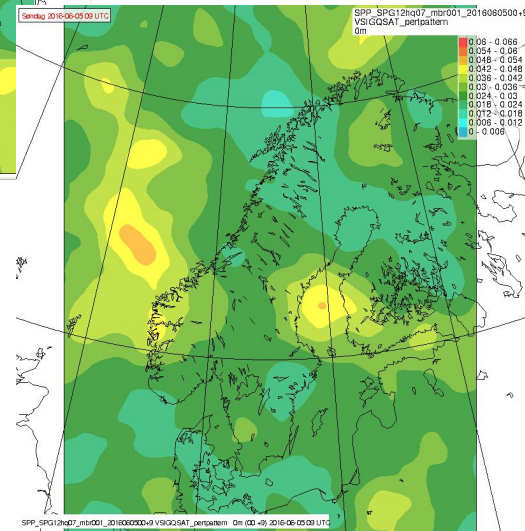 Søndag 2016-06-05 09 UTC
SPP_SPG12hq07_mbr001_2016060500+9
VSIGQSAT_pertpattern
0m
0.06 - 0.066
0.054 - 0.06
0.048 - 0.054
0.042 - 0.048
0.036 - 0.042
0.03 - 0.036
0.024 - 0.03
0.018 - 0.024
0.012 - 0.018
0.006 - 0.012
0 - 0.006
SPP_SPG12hq07_mbr001_2016060500+9 VSIGQSAT_pertpattern 0m (00 +9) 2016-06-05 09 UTC